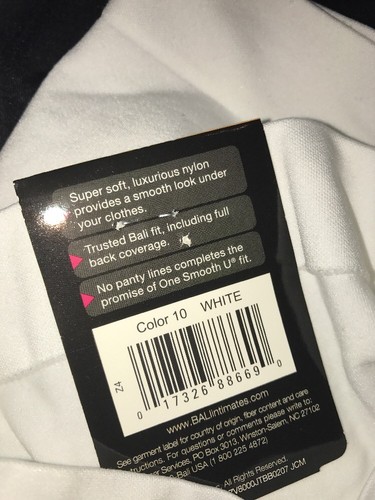 Super soft, luxurious nylon
provides a smooth look under
your clothes.
Trusted Bali fit, including full
back coverage.
No panty lines completes the
promise of One Smooth U® fit.
Color 10 WHITE
Z4
0 17326 88669 0
www.BALIintimates.com
See garment label for country of origin, fiber content and care
instructions. For questions or comments please write to:
Services, PO Box 3013, Winston-Salem, NC 27102
Bali USA (1 800 225 4872)
All Rights Reserved.
JCM